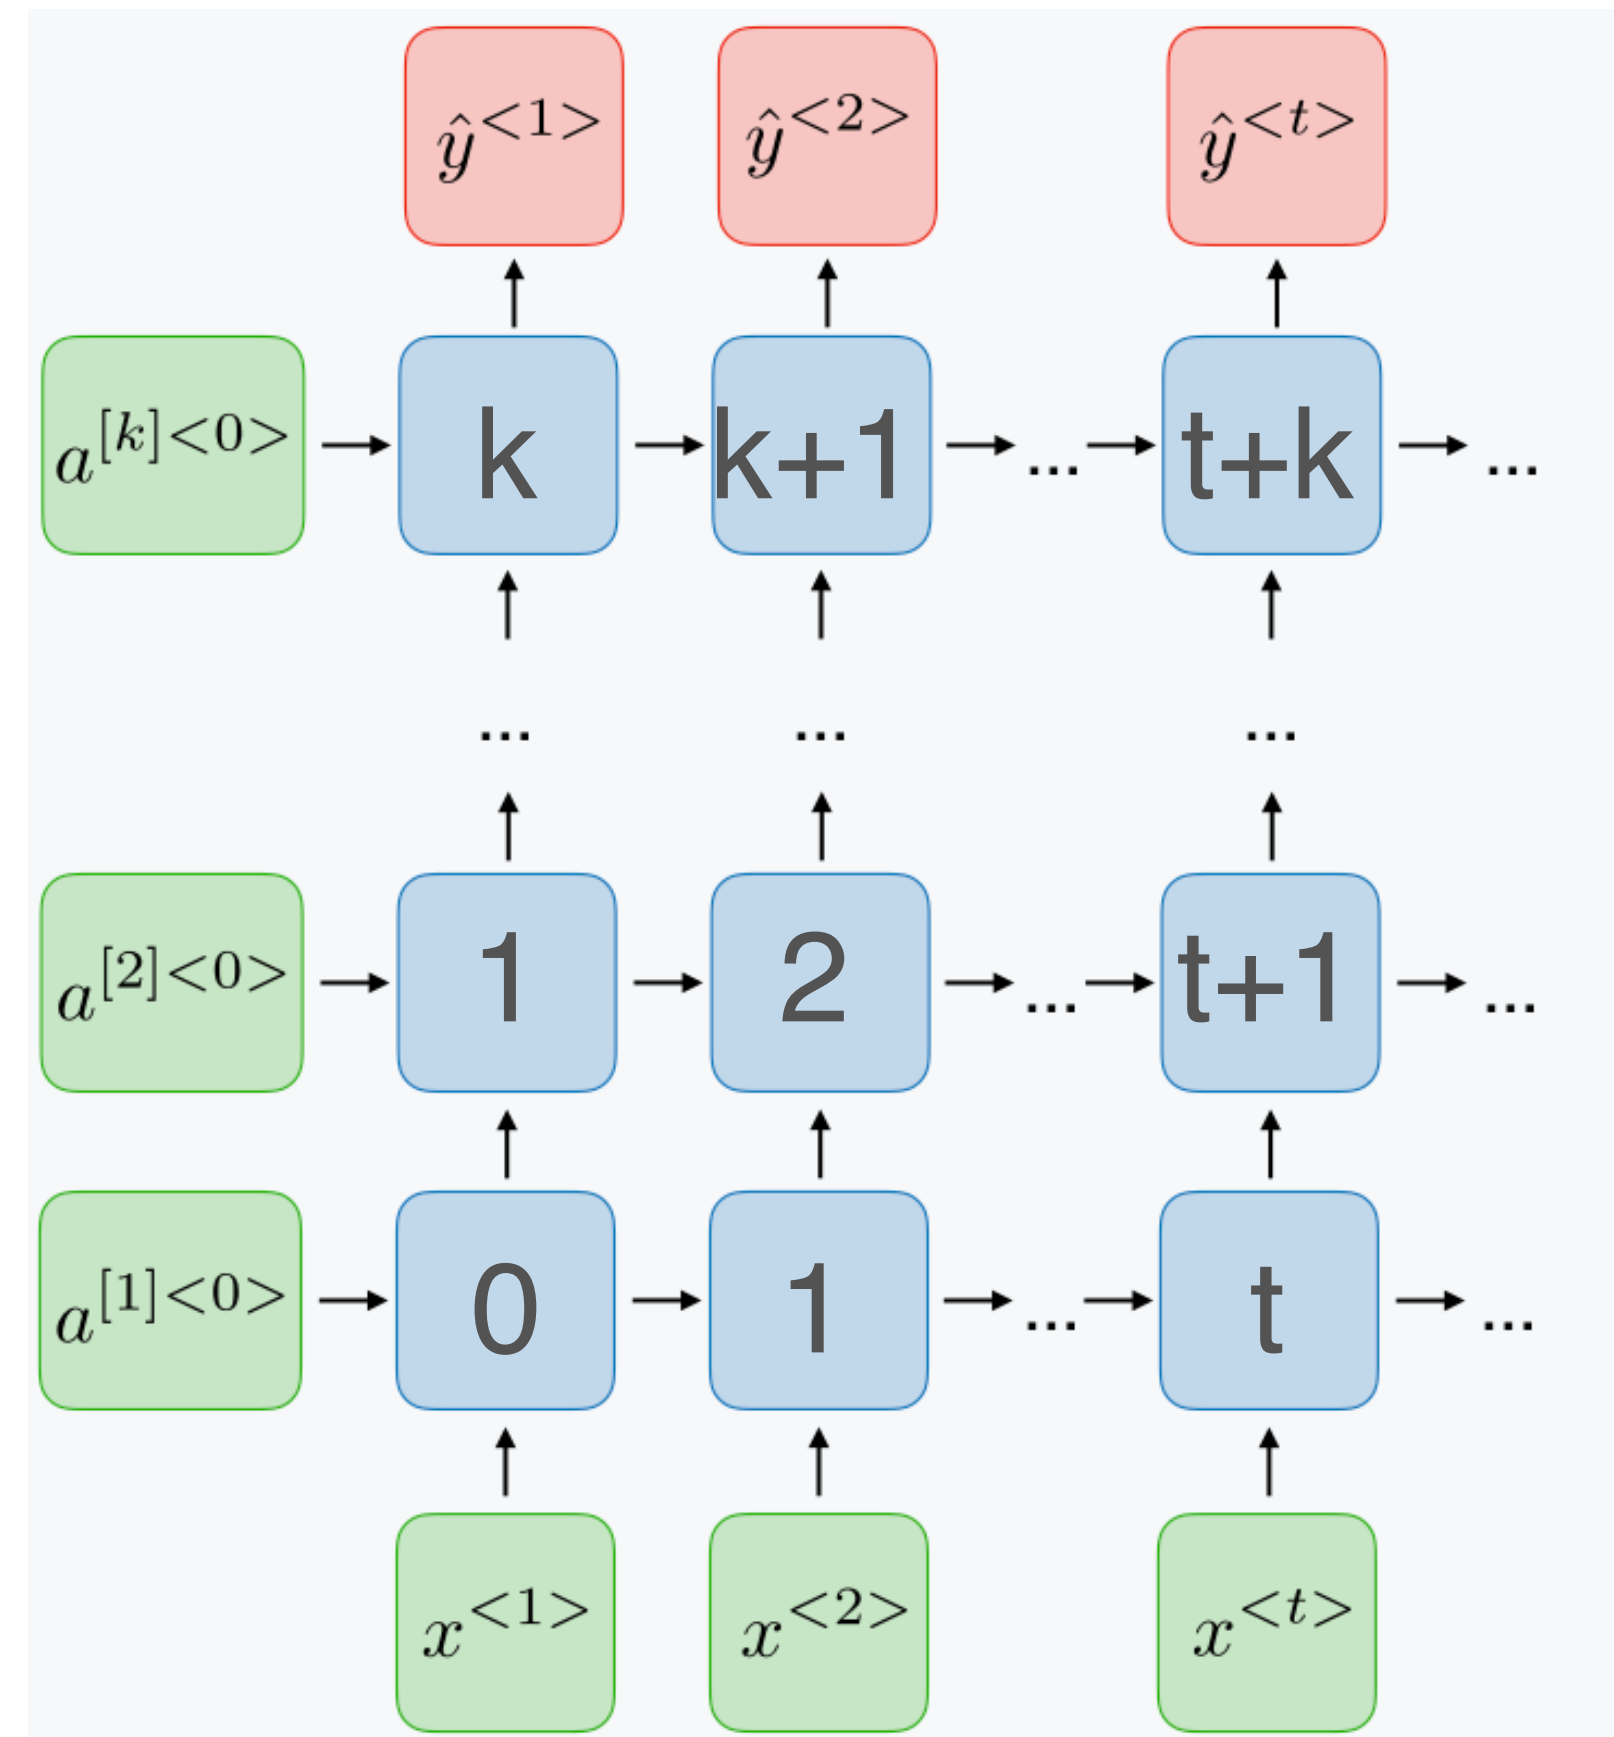 ŷ<1> ŷ<2> ŷ<t>
a[k]<0> k k+1 ... t+k ...
... ... ...
a[2]<0> 1 2 ... t+1 ...
a[1]<0> 0 1 ... t ...
x<1> x<2> x<t>